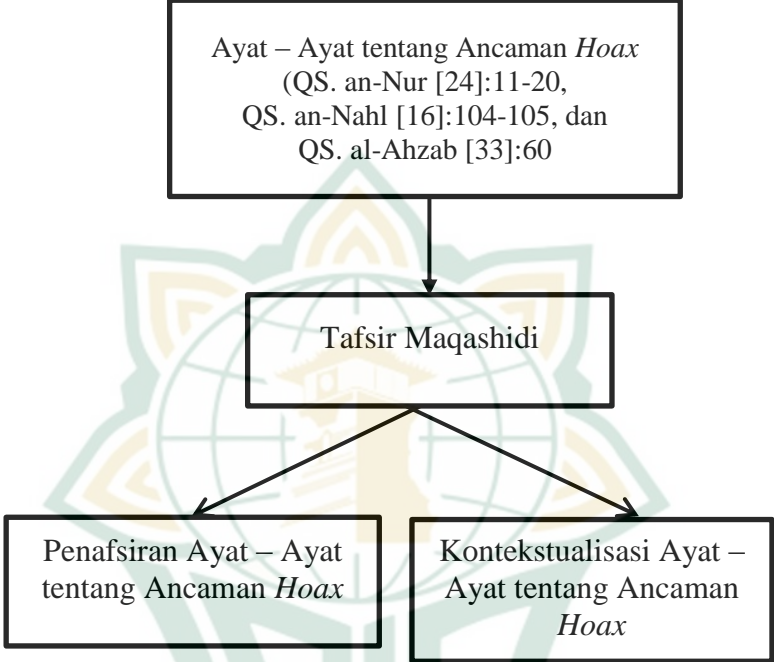 Ayat – Ayat tentang Ancaman Hoax
(QS. an-Nur [24]:11-20,
QS. an-Nahl [16]:104-105, dan
QS. al-Ahzab [33]:60
Tafsir Maqashidi
Penafsiran Ayat – Ayat
tentang Ancaman Hoax
Kontekstualisasi Ayat –
Ayat tentang Ancaman
Hoax